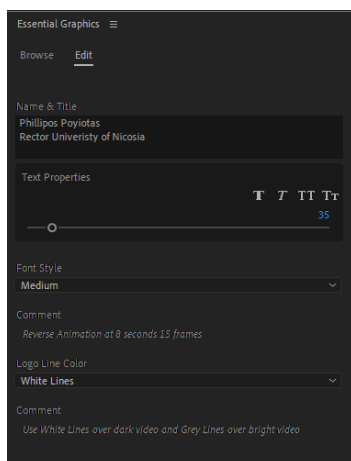 Essential Graphics
Browse Edit
Name & Title
Phillipos Poyiotas
Rector Univeristy of Nicosia
Text Properties
T T TT Tт
35
Font Style
Medium
Comment
Reverse Animation at 8 seconds 15 frames
Logo Line Color
White Lines
Comment
Use White Lines over dark video and Grey Lines over bright video